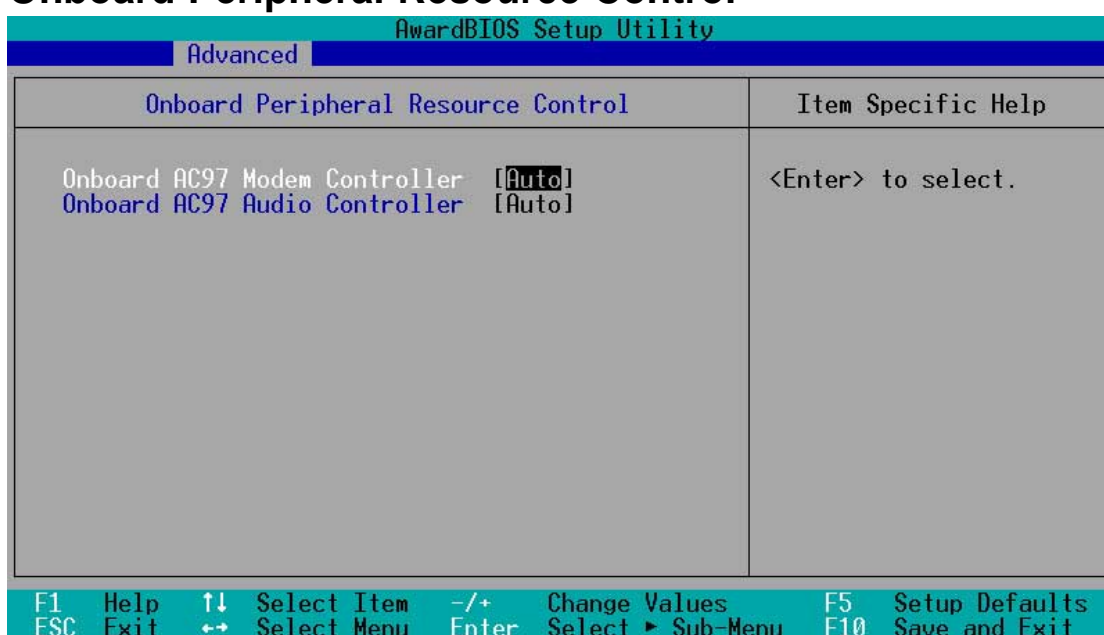 Onboard Peripheral Resource Control
AwardBIOS Setup Utility
Advanced
Onboard Peripheral Resource Control
Item Specific Help
Onboard AC97 Modem Controller [Auto]
Onboard AC97 Audio Controller [Auto]
<Enter> to select.
F1 Help ↑↓ Select Item -/+ Change Values F5 Setup Defaults
ESC Exit ←→ Select Menu Enter Select ► Sub-Menu F10 Save and Exit